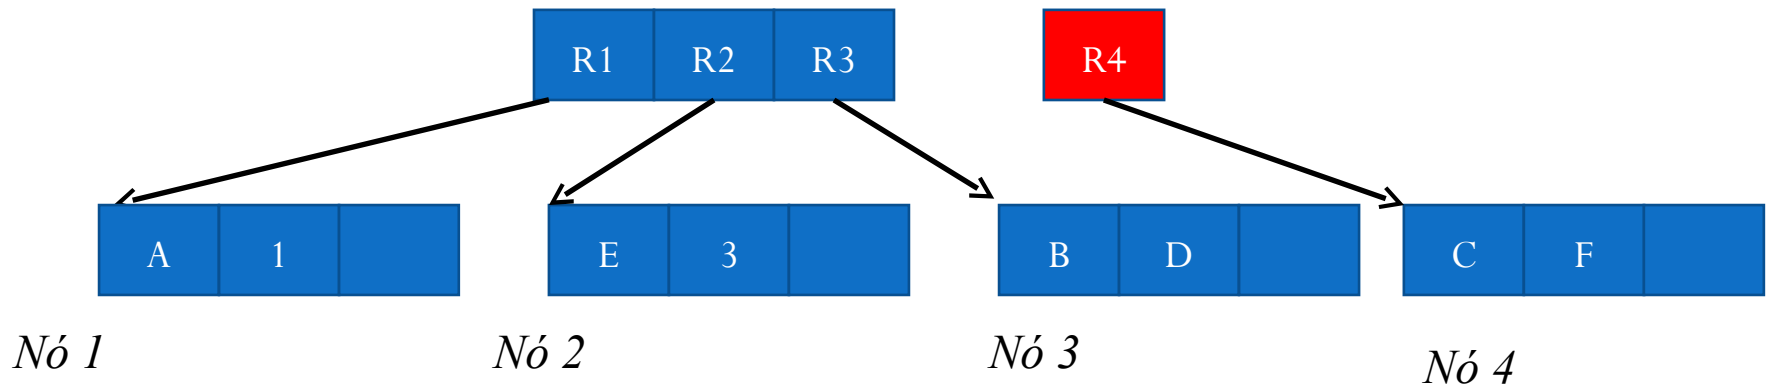 R1 R2 R3 R4
A 1 E 3 B D C F
Nó 1 Nó 2 Nó 3 Nó 4